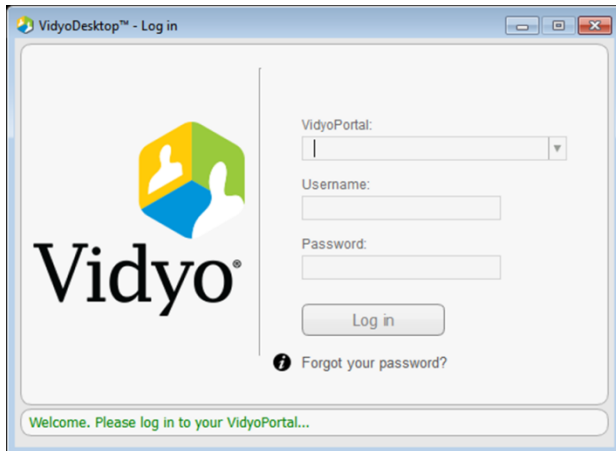 VidyoDesktop™ - Log in
VidyoPortal:
Username:
Password:
Vidyo®
Log in
Forgot your password?
Welcome. Please log in to your VidyoPortal...